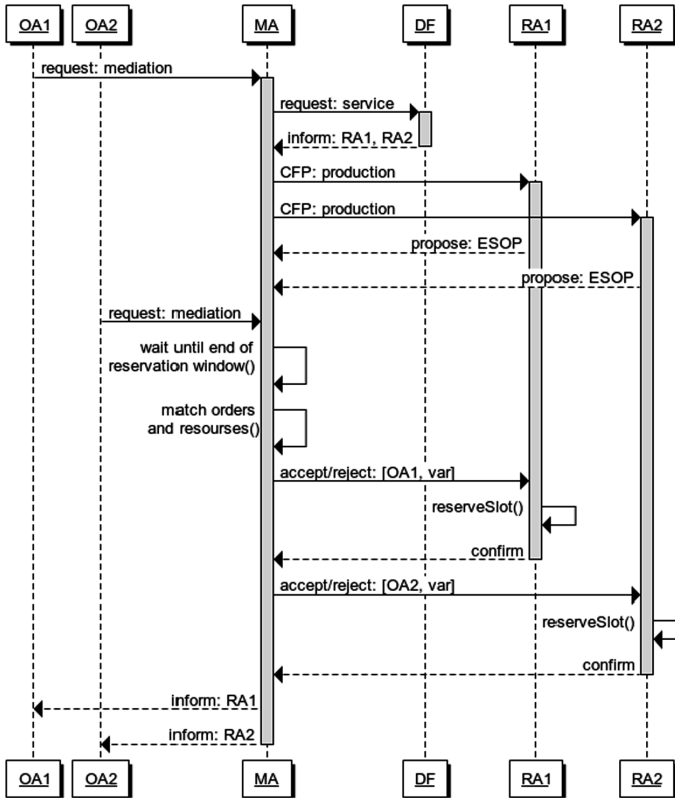 OA1 OA2 MA DF RA1 RA2
request: mediation
request: service
inform: RA1, RA2
CFP: production
CFP: production
propose: ESOP
propose: ESOP
request: mediation
wait until end of
reservation window()
match orders
and resourses()
accept/reject: [OA1, var]
reserveSlot()
confirm
accept/reject: [OA2, var]
reserveSlot()
confirm
inform: RA1
inform: RA2
OA1 OA2 MA DF RA1 RA2